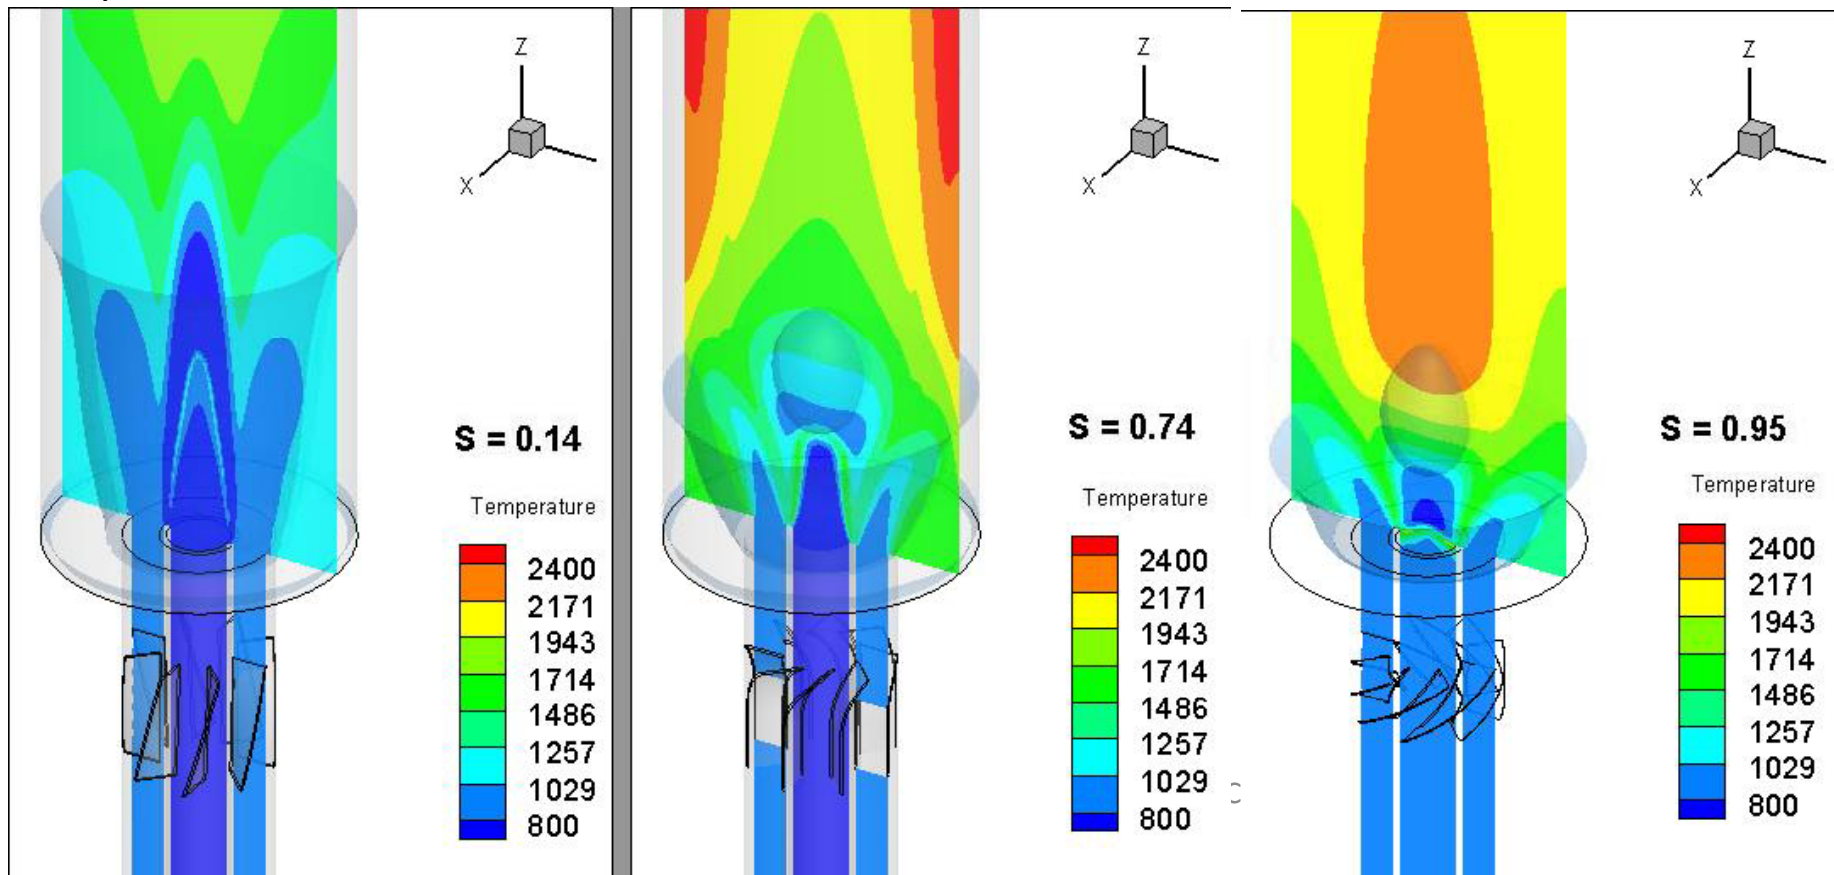 Z
X
S = 0.14
Temperature
2400
2171
1943
1714
1486
1257
1029
800
Z
X
S = 0.74
Temperature
2400
2171
1943
1714
1486
1257
1029
800
Z
X
S = 0.95
Temperature
2400
2171
1943
1714
1486
1257
1029
800